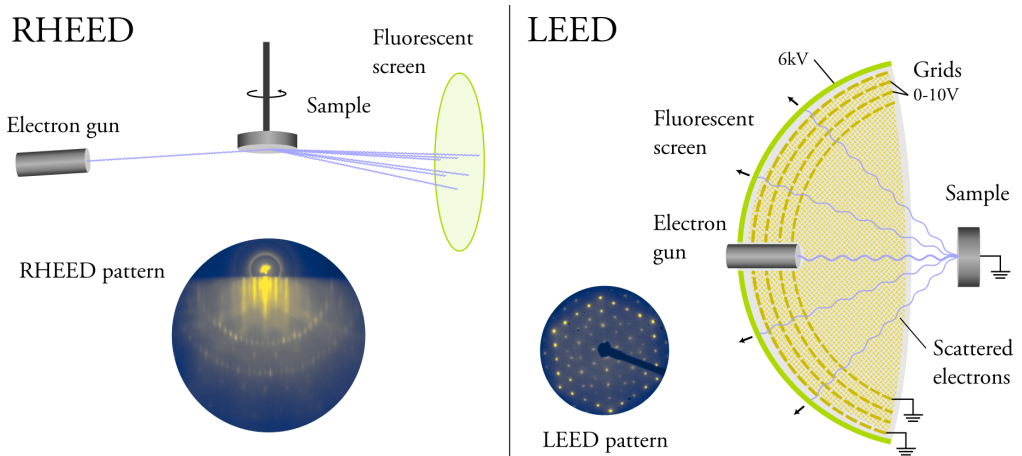 RHEED
Fluorescent
screen
Sample
Electron gun
RHEED pattern
LEED
6kV
Grids
0-10V
Fluorescent
screen
Sample
Electron
gun
Scattered
electrons
LEED pattern